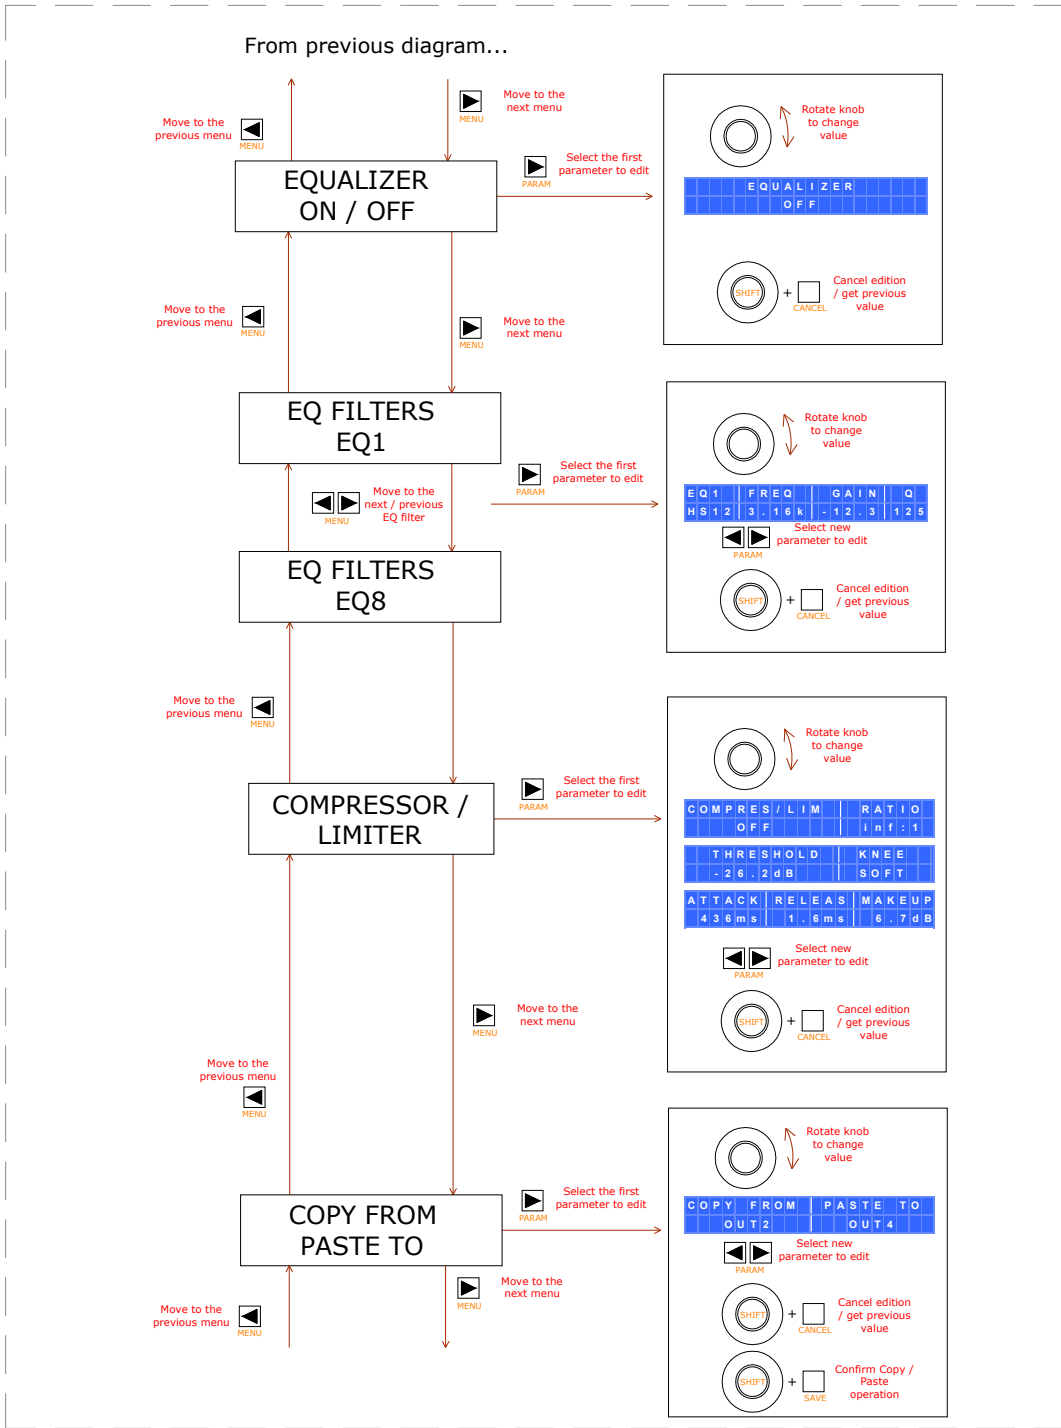 From previous diagram...
Move to the
previous menu
MENU
Move to the
next menu
MENU
EQUALIZER
ON / OFF
Select the first
parameter to edit
PARAM
Rotate knob
to change
value
EQUALIZER
OFF
SHIFT
+
CANCEL
Cancel edition
/ get previous
value
Move to the
previous menu
MENU
Move to the
next menu
MENU
EQ FILTERS
EQ1
Move to the
next / previous
EQ filter
MENU
Select the first
parameter to edit
PARAM
Rotate knob
to change
value
EQ1 FREQ GAIN Q
HS12 3.16k -12.3 125
Select new
parameter to edit
PARAM
SHIFT
+
CANCEL
Cancel edition
/ get previous
value
EQ FILTERS
EQ8
Move to the
previous menu
MENU
COMPRESSOR /
LIMITER
Select the first
parameter to edit
PARAM
Rotate knob
to change
value
COMPRES/LIM RATIO
OFF inf:1
THRESHOLD KNEE
-26.2dB SOFT
ATTACK RELEAS MAKEUP
436ms 1.6ms 6.7dB
Select new
parameter to edit
PARAM
SHIFT
+
CANCEL
Cancel edition
/ get previous
value
Move to the
next menu
MENU
Move to the
previous menu
MENU
COPY FROM
PASTE TO
Select the first
parameter to edit
PARAM
Rotate knob
to change
value
COPY FROM PASTE TO
OUT2 OUT4
Select new
parameter to edit
PARAM
SHIFT
+
CANCEL
Cancel edition
/ get previous
value
SHIFT
+
SAVE
Confirm Copy /
Paste
operation
Move to the
next menu
MENU
Move to the
previous menu
MENU